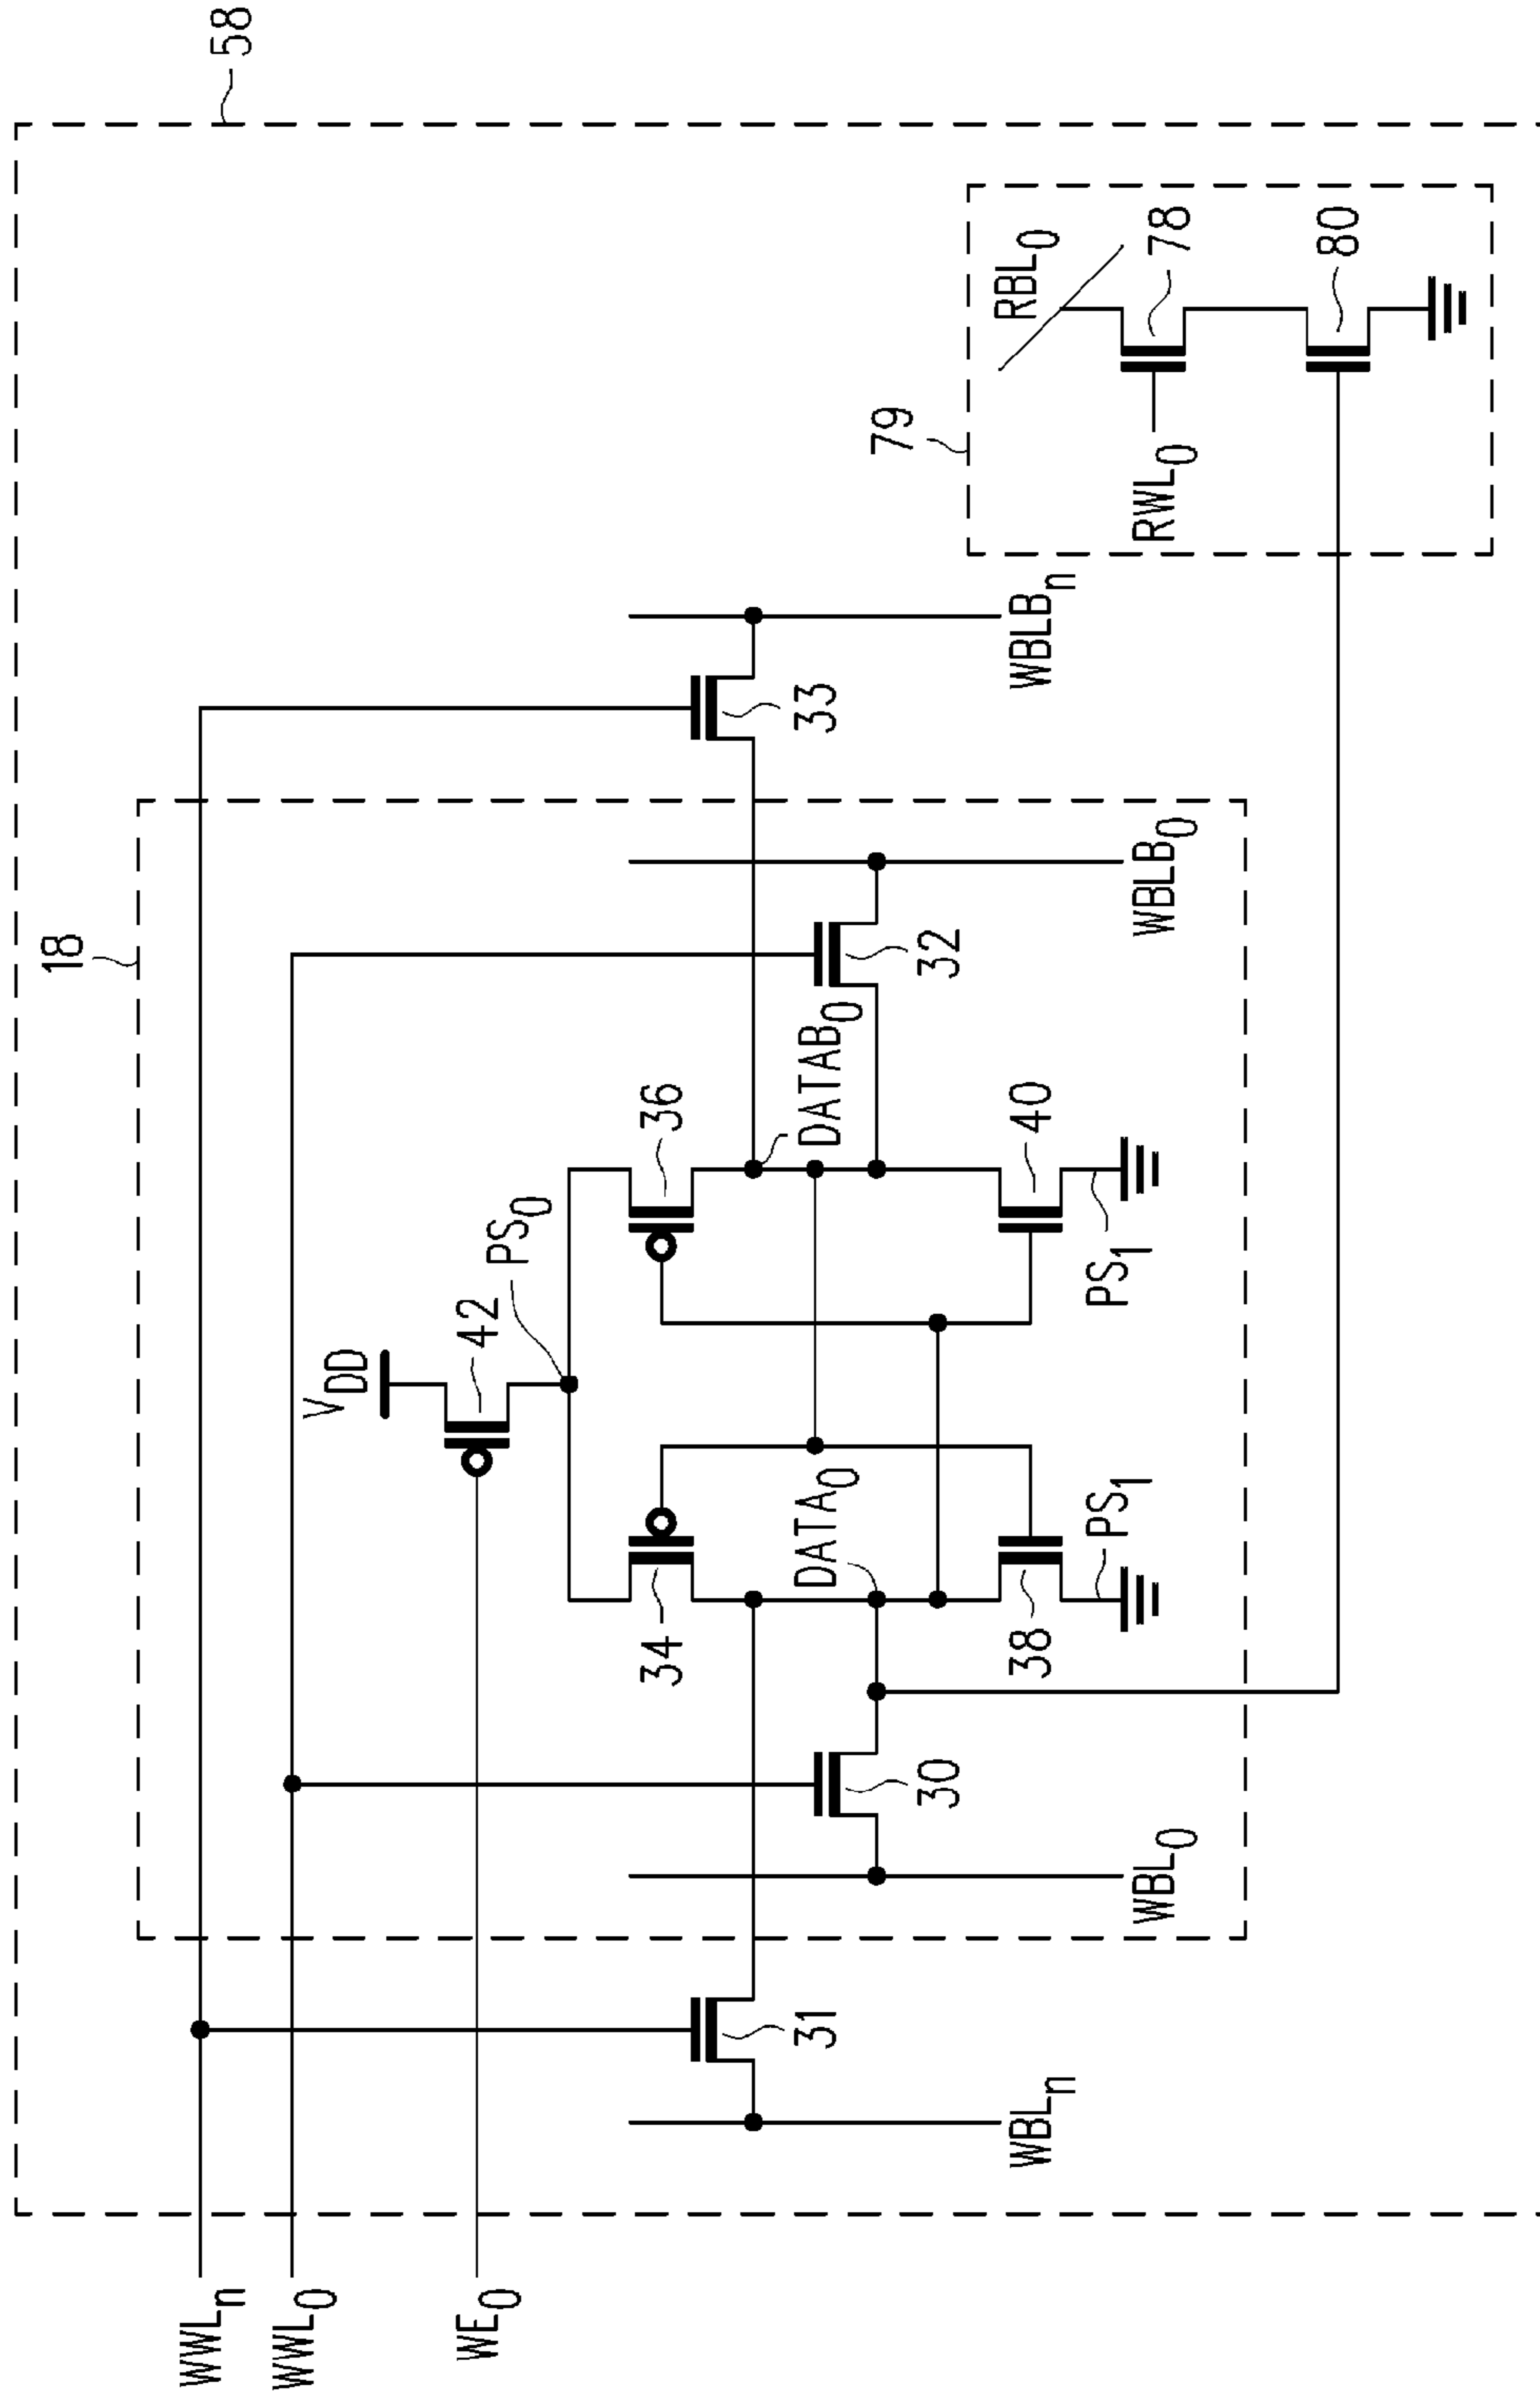 58
18
79
WWLn
WWL0
WE0
VDD
42
PS0
34
36
31
33
30
32
DATA0
DATAB0
38
40
PS1
PS1
WBLn
WBL0
WBLB0
WBLBn
RBL0
RWL0
78
80